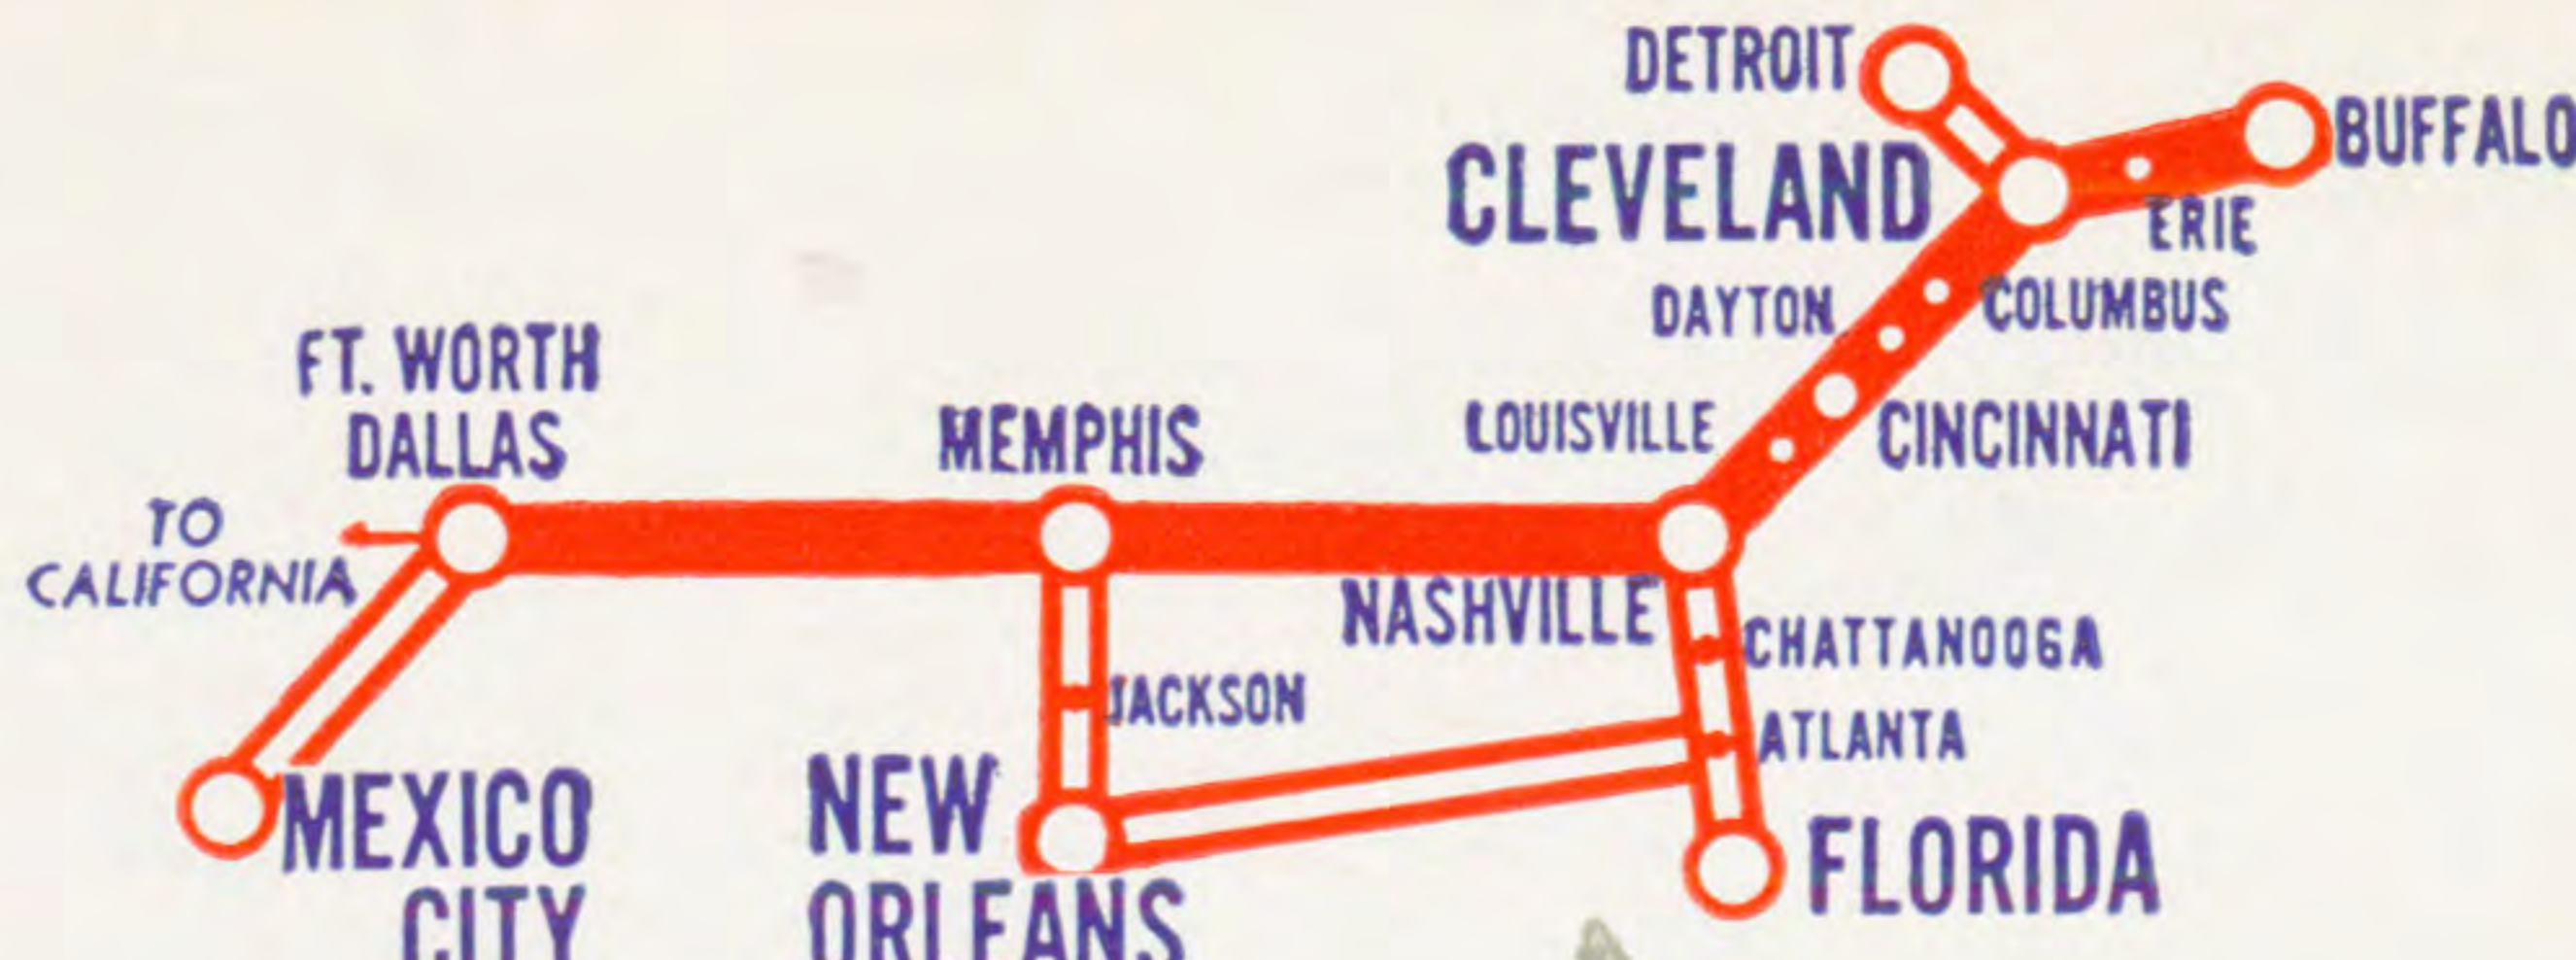 DETROIT
BUFFALO
CLEVELAND
ERIE
DAYTON
COLUMBUS
FT. WORTH
DALLAS
MEMPHIS
LOUISVILLE
CINCINNATI
TO
CALIFORNIA
NASHVILLE
CHATTANOOGA
JACKSON
ATLANTA
MEXICO
CITY
NEW
ORLEANS
FLORIDA